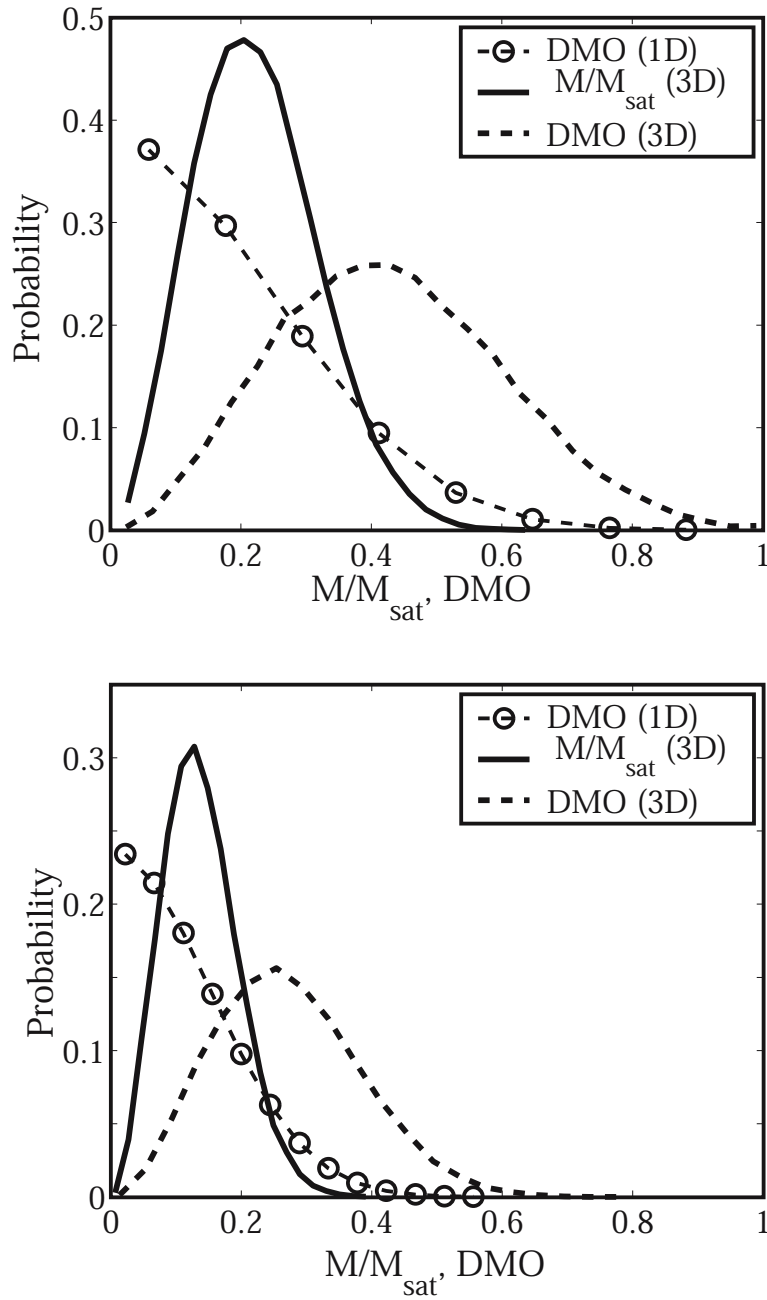 0.5
0.4
0.3
0.2
0.1
0
Probability
DMO (1D)
M/M_sat (3D)
DMO (3D)
0 0.2 0.4 0.6 0.8 1
M/M_sat, DMO
0.3
0.2
0.1
0
Probability
DMO (1D)
M/M_sat (3D)
DMO (3D)
0 0.2 0.4 0.6 0.8 1
M/M_sat, DMO